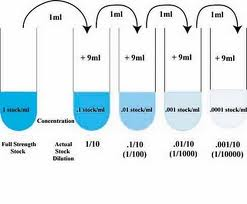 1ml 1ml 1ml 1ml
+ 9ml + 9ml + 9ml + 9ml
1 stock/ml Concentration .1 stock/ml .01 stock/ml .001 stock/ml .0001 stock/ml
Full Strength Stock Actual Stock Dilution 1/10 .1/10 (1/100) .01/10 (1/1000) .001/10 (1/10000)